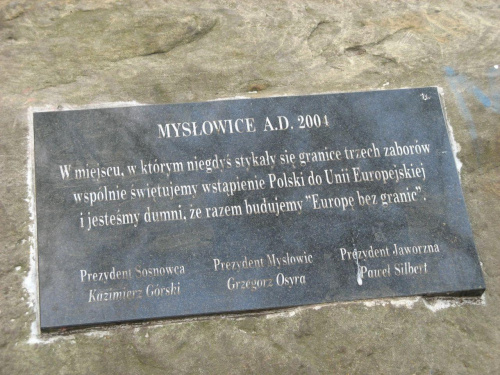 MYSŁOWICE A.D. 2004
W miejscu, w którym niegdyś stykały się granice trzech zaborów
wspólnie świętujemy wstąpienie Polski do Unii Europejskiej
i jesteśmy dumni, że razem budujemy "Europę bez granic".
Prezydent Sosnowca Prezydent Mysłowic Prezydent Jaworzna
Kazimierz Górski Grzegorz Osyra Paweł Silbert